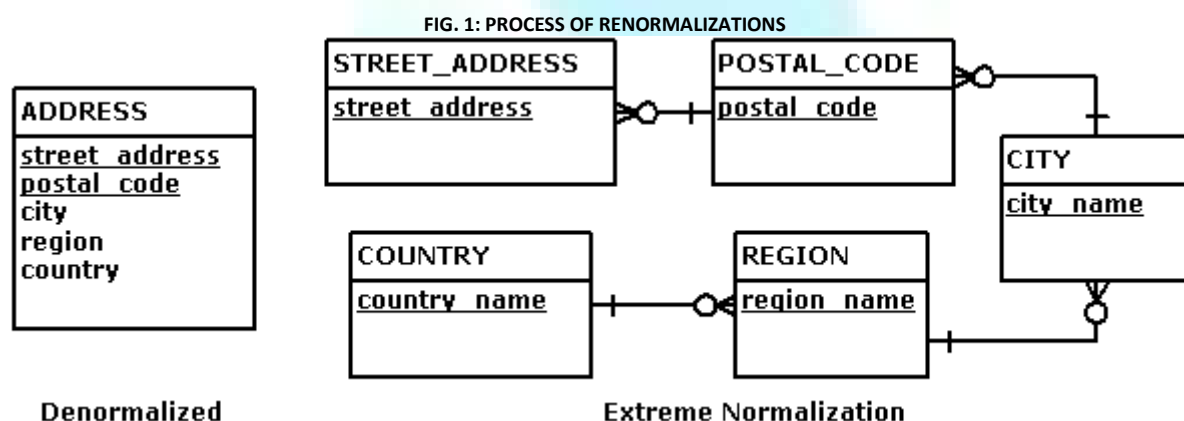 FIG. 1: PROCESS OF RENORMALIZATIONS
ADDRESS
street_address
postal_code
city
region
country
Denormalized
STREET_ADDRESS
street_address
POSTAL_CODE
postal_code
CITY
city_name
COUNTRY
country_name
REGION
region_name
Extreme Normalization